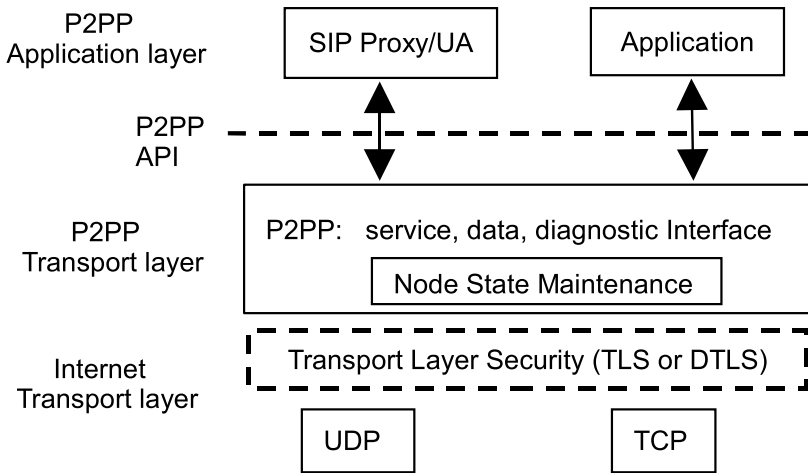 P2PP
Application layer
SIP Proxy/UA
Application
P2PP
API
P2PP
Transport layer
P2PP: service, data, diagnostic Interface
Node State Maintenance
Internet
Transport layer
Transport Layer Security (TLS or DTLS)
UDP
TCP